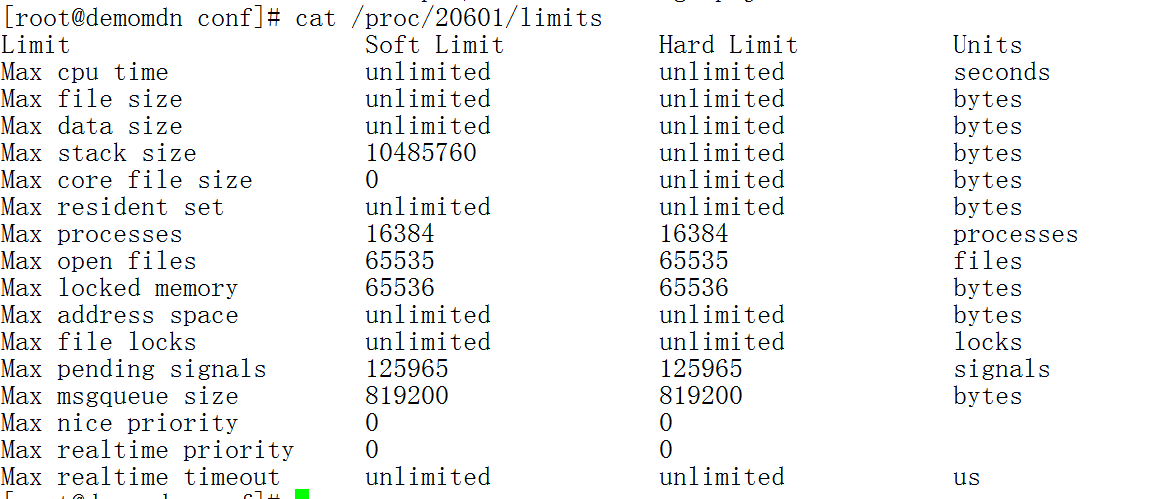 [root@demomdn conf]# cat /proc/20601/limits
Limit                     Soft Limit           Hard Limit           Units
Max cpu time              unlimited            unlimited            seconds
Max file size             unlimited            unlimited            bytes
Max data size             unlimited            unlimited            bytes
Max stack size            10485760             unlimited            bytes
Max core file size        0                    unlimited            bytes
Max resident set          unlimited            unlimited            bytes
Max processes             16384                16384                processes
Max open files            65535                65535                files
Max locked memory         65536                65536                bytes
Max address space         unlimited            unlimited            bytes
Max file locks            unlimited            unlimited            locks
Max pending signals       125965               125965               signals
Max msgqueue size         819200               819200               bytes
Max nice priority         0                    0
Max realtime priority     0                    0
Max realtime timeout      unlimited            unlimited            us
[root@demomdn conf]#